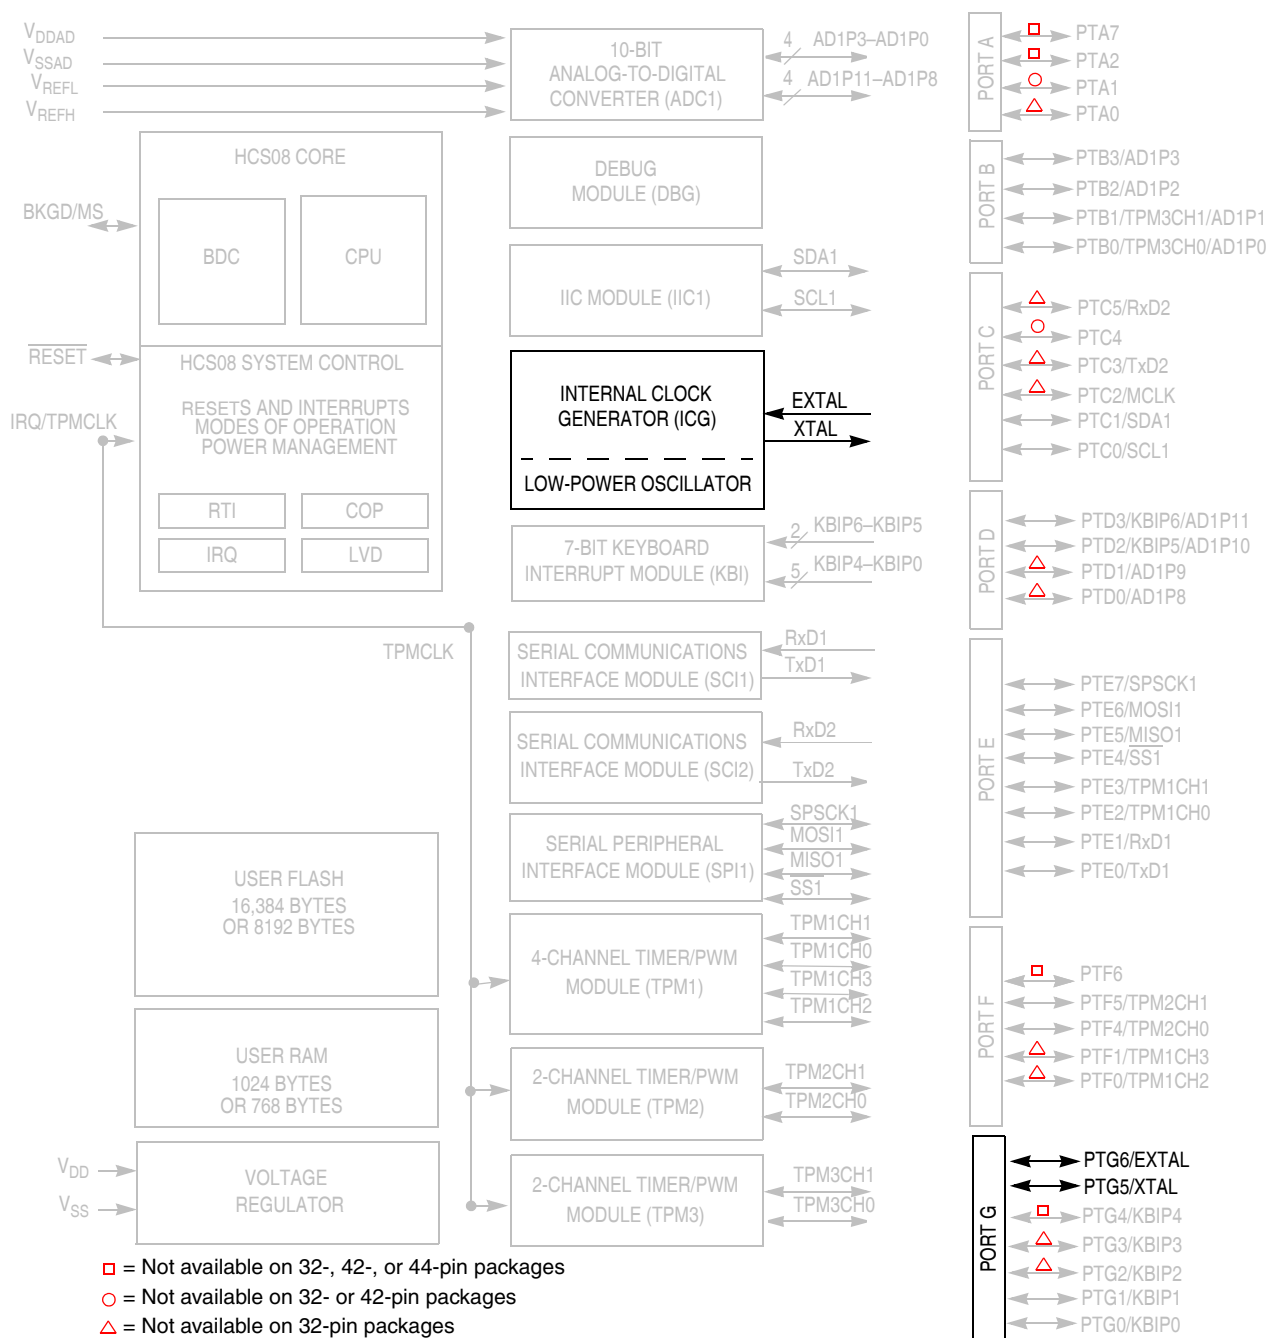 VDDAD
VSSAD
VREFL
VREFH
10-BIT
ANALOG-TO-DIGITAL
CONVERTER (ADC1)
4 AD1P3–AD1P0
4 AD1P11–AD1P8
HCS08 CORE
BDC
CPU
BKGD/MS
RESET
IRQ/TPMCLK
HCS08 SYSTEM CONTROL
RESETS AND INTERRUPTS
MODES OF OPERATION
POWER MANAGEMENT
RTI
COP
IRQ
LVD
TPMCLK
DEBUG
MODULE (DBG)
IIC MODULE (IIC1)
SDA1
SCL1
INTERNAL CLOCK
GENERATOR (ICG)
LOW-POWER OSCILLATOR
EXTAL
XTAL
7-BIT KEYBOARD
INTERRUPT MODULE (KBI)
2 KBIP6–KBIP5
5 KBIP4–KBIP0
SERIAL COMMUNICATIONS
INTERFACE MODULE (SCI1)
RxD1
TxD1
SERIAL COMMUNICATIONS
INTERFACE MODULE (SCI2)
RxD2
TxD2
SERIAL PERIPHERAL
INTERFACE MODULE (SPI1)
SPSCK1
MOSI1
MISO1
SS1
4-CHANNEL TIMER/PWM
MODULE (TPM1)
TPM1CH1
TPM1CH0
TPM1CH3
TPM1CH2
2-CHANNEL TIMER/PWM
MODULE (TPM2)
TPM2CH1
TPM2CH0
2-CHANNEL TIMER/PWM
MODULE (TPM3)
TPM3CH1
TPM3CH0
USER FLASH
16,384 BYTES
OR 8192 BYTES
USER RAM
1024 BYTES
OR 768 BYTES
VDD
VSS
VOLTAGE
REGULATOR
PORT A
PTA7
PTA2
PTA1
PTA0
PORT B
PTB3/AD1P3
PTB2/AD1P2
PTB1/TPM3CH1/AD1P1
PTB0/TPM3CH0/AD1P0
PORT C
PTC5/RxD2
PTC4
PTC3/TxD2
PTC2/MCLK
PTC1/SDA1
PTC0/SCL1
PORT D
PTD3/KBIP6/AD1P11
PTD2/KBIP5/AD1P10
PTD1/AD1P9
PTD0/AD1P8
PORT E
PTE7/SPSCK1
PTE6/MOSI1
PTE5/MISO1
PTE4/SS1
PTE3/TPM1CH1
PTE2/TPM1CH0
PTE1/RxD1
PTE0/TxD1
PORT F
PTF6
PTF5/TPM2CH1
PTF4/TPM2CH0
PTF1/TPM1CH3
PTF0/TPM1CH2
PORT G
PTG6/EXTAL
PTG5/XTAL
PTG4/KBIP4
PTG3/KBIP3
PTG2/KBIP2
PTG1/KBIP1
PTG0/KBIP0
= Not available on 32-, 42-, or 44-pin packages
= Not available on 32- or 42-pin packages
= Not available on 32-pin packages